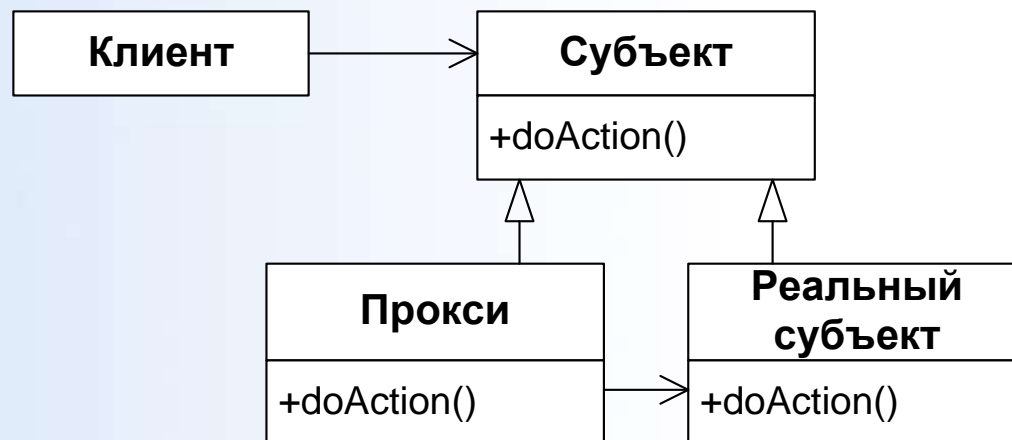 Клиент
Субъект
+doAction()
Прокси
+doAction()
Реальный
субъект
+doAction()